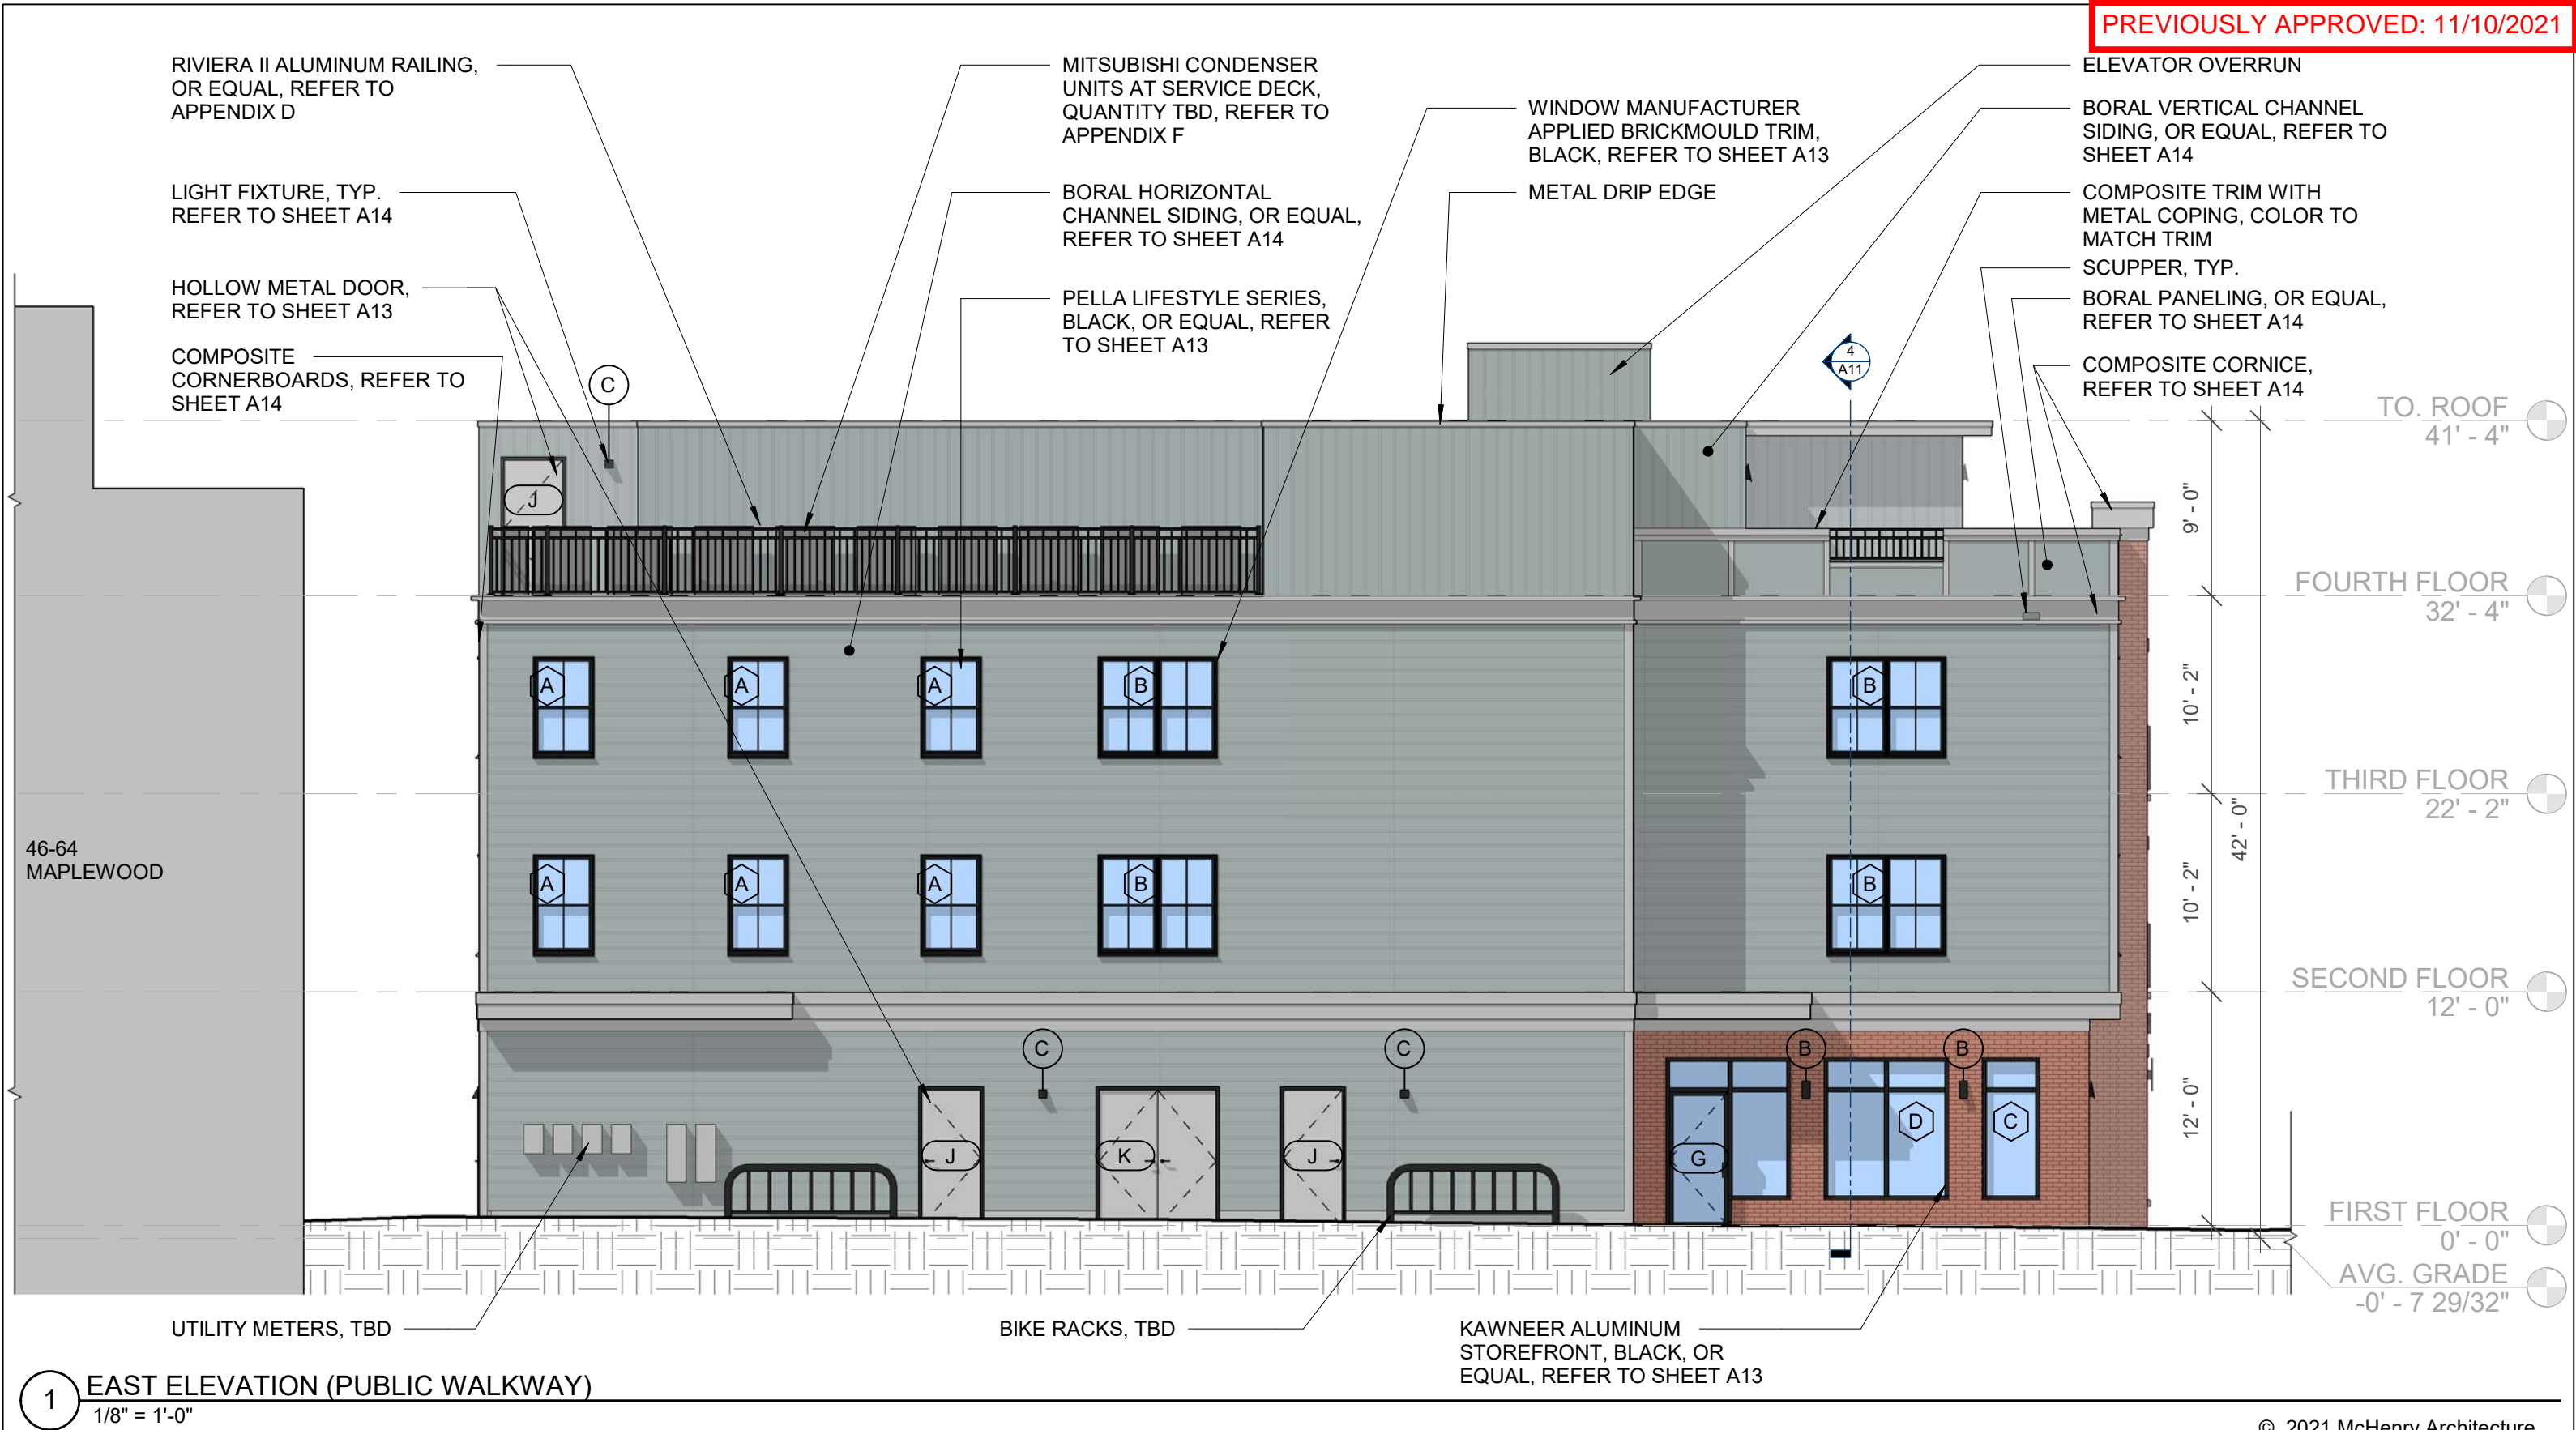 PREVIOUSLY APPROVED: 11/10/2021
RIVIERA II ALUMINUM RAILING,
OR EQUAL, REFER TO
APPENDIX D
LIGHT FIXTURE, TYP.
REFER TO SHEET A14
HOLLOW METAL DOOR,
REFER TO SHEET A13
COMPOSITE
CORNERBOARDS, REFER TO
SHEET A14
MITSUBISHI CONDENSER
UNITS AT SERVICE DECK,
QUANTITY TBD, REFER TO
APPENDIX F
BORAL HORIZONTAL
CHANNEL SIDING, OR EQUAL,
REFER TO SHEET A14
PELLA LIFESTYLE SERIES,
BLACK, OR EQUAL, REFER
TO SHEET A13
WINDOW MANUFACTURER
APPLIED BRICKMOULD TRIM,
BLACK, REFER TO SHEET A13
METAL DRIP EDGE
ELEVATOR OVERRUN
BORAL VERTICAL CHANNEL
SIDING, OR EQUAL, REFER TO
SHEET A14
COMPOSITE TRIM WITH
METAL COPING, COLOR TO
MATCH TRIM
SCUPPER, TYP.
BORAL PANELING, OR EQUAL,
REFER TO SHEET A14
COMPOSITE CORNICE,
REFER TO SHEET A14
4
A11
C
J
A
A
A
B
B
A
A
A
B
B
C
C
B
B
J
K
J
G
D
C
46-64
MAPLEWOOD
TO. ROOF
41' - 4"
9' - 0"
FOURTH FLOOR
32' - 4"
10' - 2"
THIRD FLOOR
22' - 2"
42' - 0"
10' - 2"
SECOND FLOOR
12' - 0"
12' - 0"
FIRST FLOOR
0' - 0"
AVG. GRADE
-0' - 7 29/32"
UTILITY METERS, TBD
BIKE RACKS, TBD
KAWNEER ALUMINUM
STOREFRONT, BLACK, OR
EQUAL, REFER TO SHEET A13
1
EAST ELEVATION (PUBLIC WALKWAY)
1/8" = 1'-0"
© 2021 McHenry Architecture